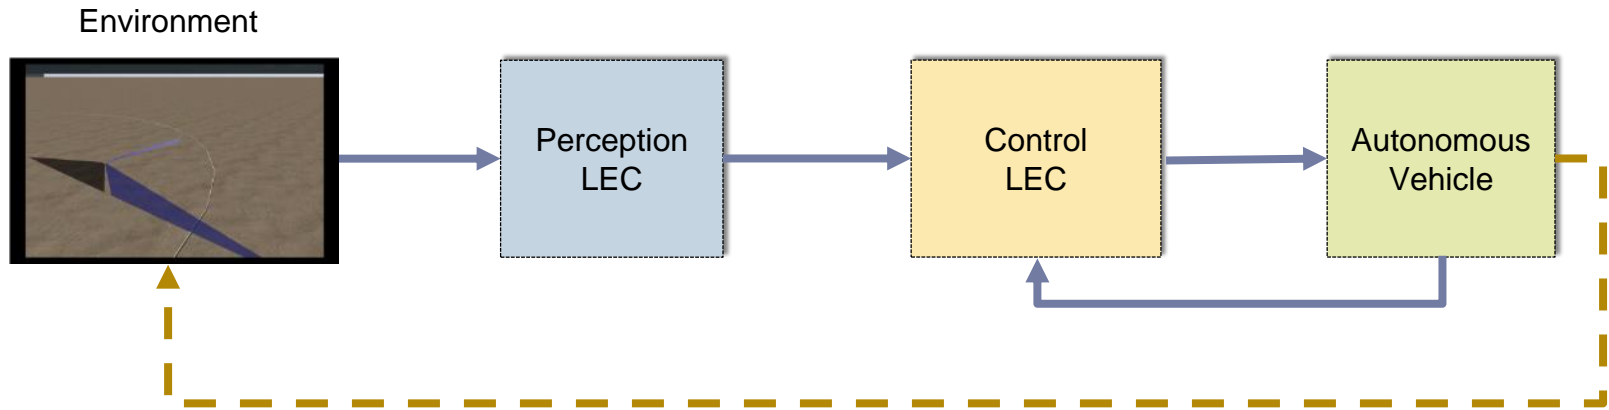 Environment
Perception
LEC
Control
LEC
Autonomous
Vehicle